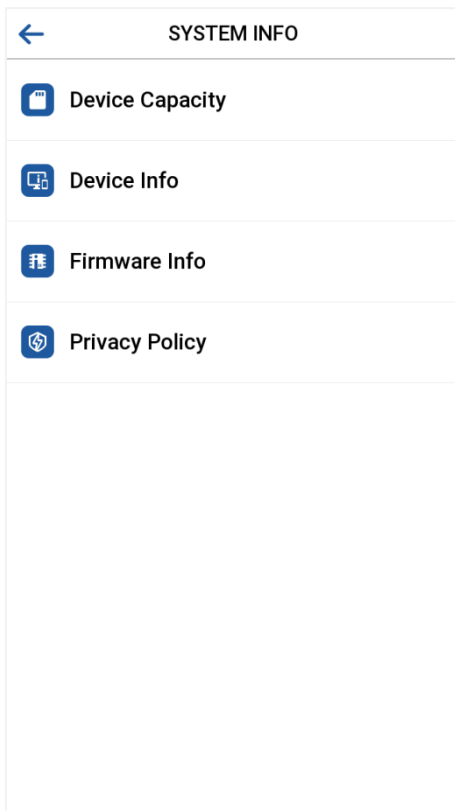 SYSTEM INFO
Device Capacity
Device Info
Firmware Info
Privacy Policy